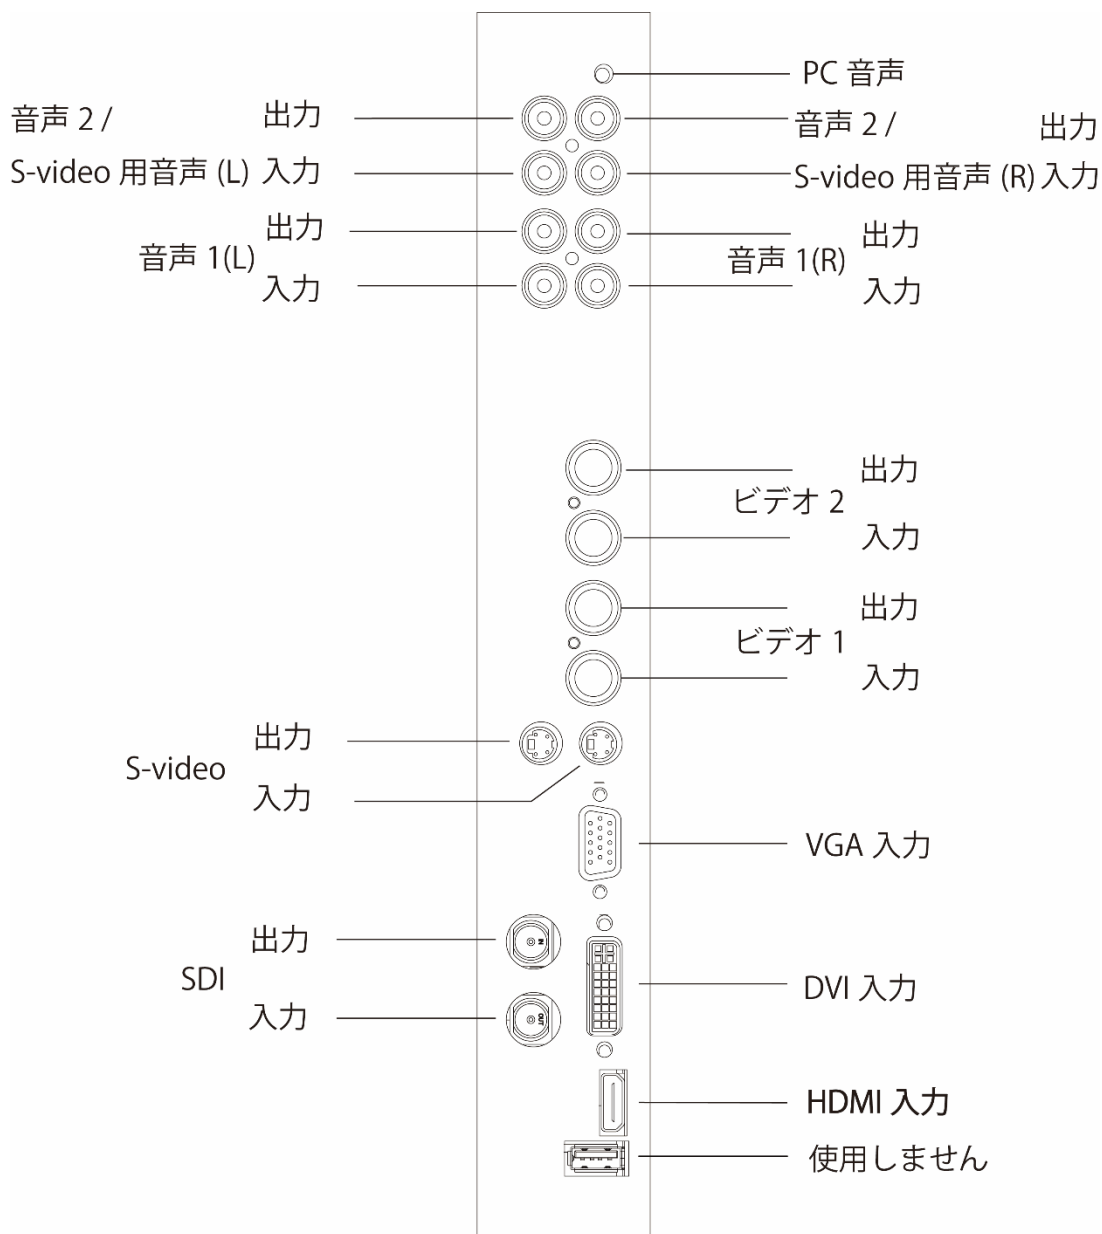 PC 音声
音声 2 / 出力
S-video 用音声 (L) 入力
音声 2 / 出力
S-video 用音声 (R) 入力
出力
音声 1(L)
入力
出力
音声 1(R)
入力
出力
ビデオ 2
入力
出力
ビデオ 1
入力
出力
S-video
入力
VGA 入力
出力
SDI
入力
IN
OUT
DVI 入力
HDMI 入力
使用しません